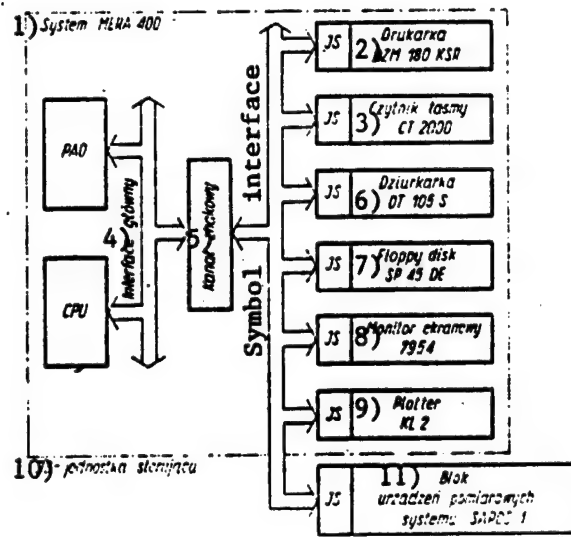 1) System MERA 400
PAO
CPU
4) Interface główny
5) Kanał znakowy
Symbol interface
JS 2) Drukarka
DZM 180 KSR
JS 3) Czytnik taśmy
CT 2000
JS 6) Dziurkarka
DT 105 S
JS 7) Floppy disk
SP 45 DE
JS 8) Monitor ekranowy
7954
JS 9) Plotter
KL 2
10) - jednostka sterująca
JS 11) Blok
urządzeń pomiarowych
systemu SAPOS 1